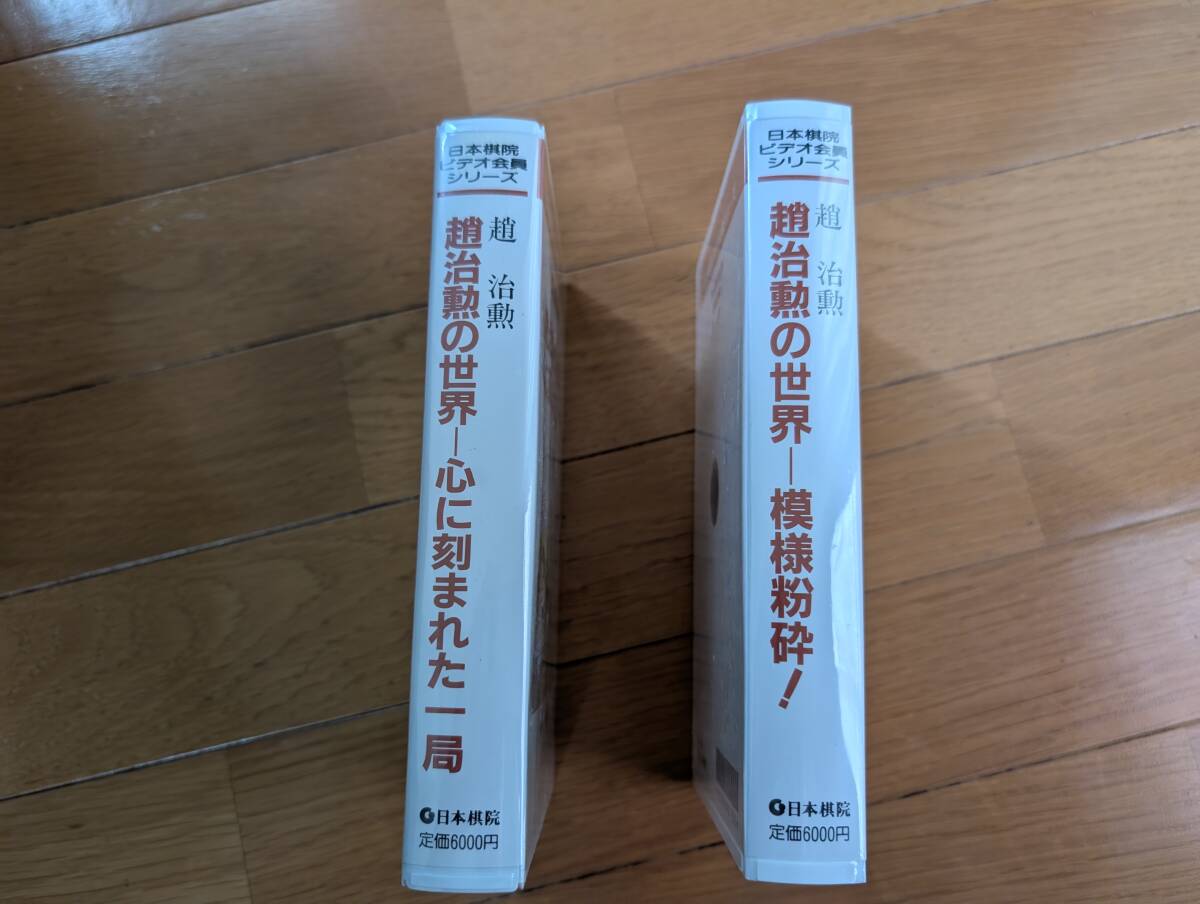 日本棋院
ビデオ会員
シリーズ
趙 治勲
趙治勲の世界―心に刻まれた一局
日本棋院
定価6000円
日本棋院
ビデオ会員
シリーズ
趙 治勲
趙治勲の世界―模様粉砕!
日本棋院
定価6000円